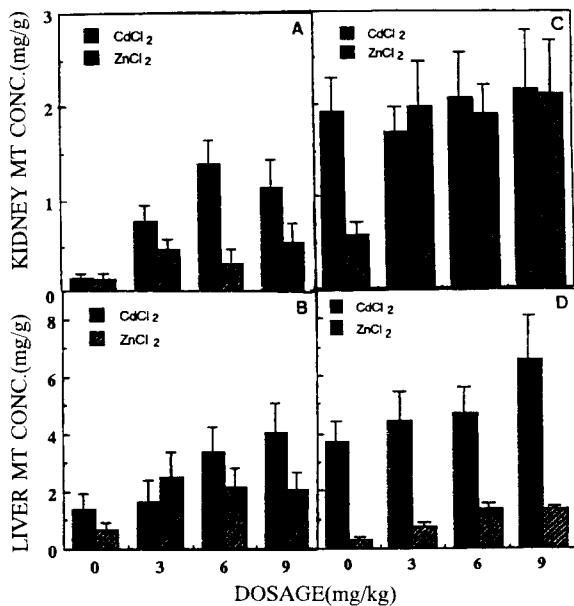 3
A
CdCl2
ZnCl2
C
CdCl2
ZnCl2
2
1
0
KIDNEY MT CONC.(mg/g)
B
CdCl2
ZnCl2
D
CdCl2
ZnCl2
8
6
4
2
0
LIVER MT CONC.(mg/g)
0 3 6 9 0 3 6 9
DOSAGE(mg/kg)